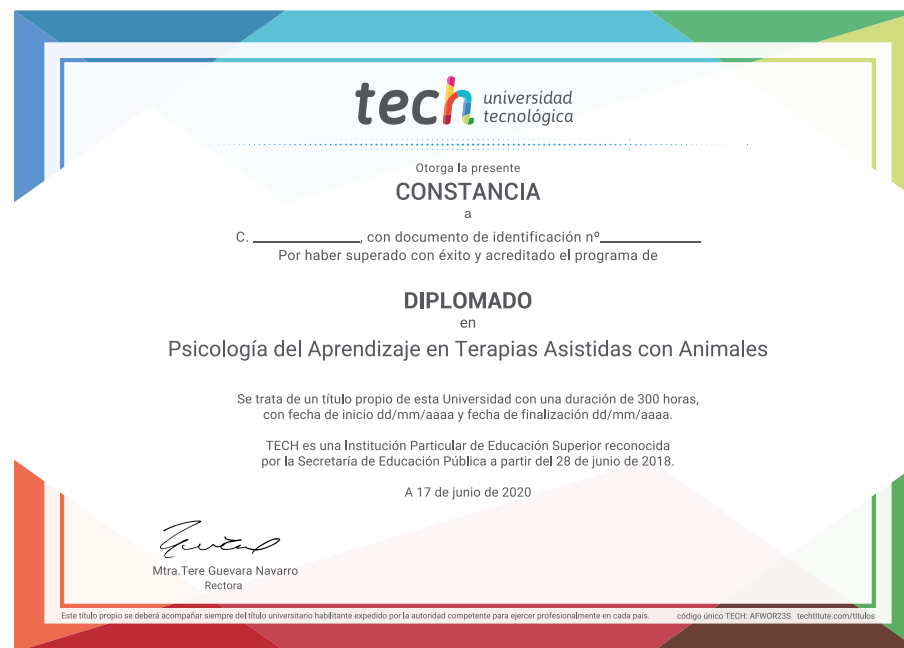 tech universidad
tecnológica
Otorga la presente
CONSTANCIA
a
C. ____________, con documento de identificación nº____________
Por haber superado con éxito y acreditado el programa de
DIPLOMADO
en
Psicología del Aprendizaje en Terapias Asistidas con Animales
Se trata de un título propio de esta Universidad con una duración de 300 horas,
con fecha de inicio dd/mm/aaaa y fecha de finalización dd/mm/aaaa.
TECH es una Institución Particular de Educación Superior reconocida
por la Secretaría de Educación Pública a partir del 28 de junio de 2018.
A 17 de junio de 2020
Mtra.Tere Guevara Navarro
Rectora
Este título propio se deberá acompañar siempre del título universitario habilitante expedido por la autoridad competente para ejercer profesionalmente en cada país. código único TECH: AFWOR23S techtitute.com/titulos